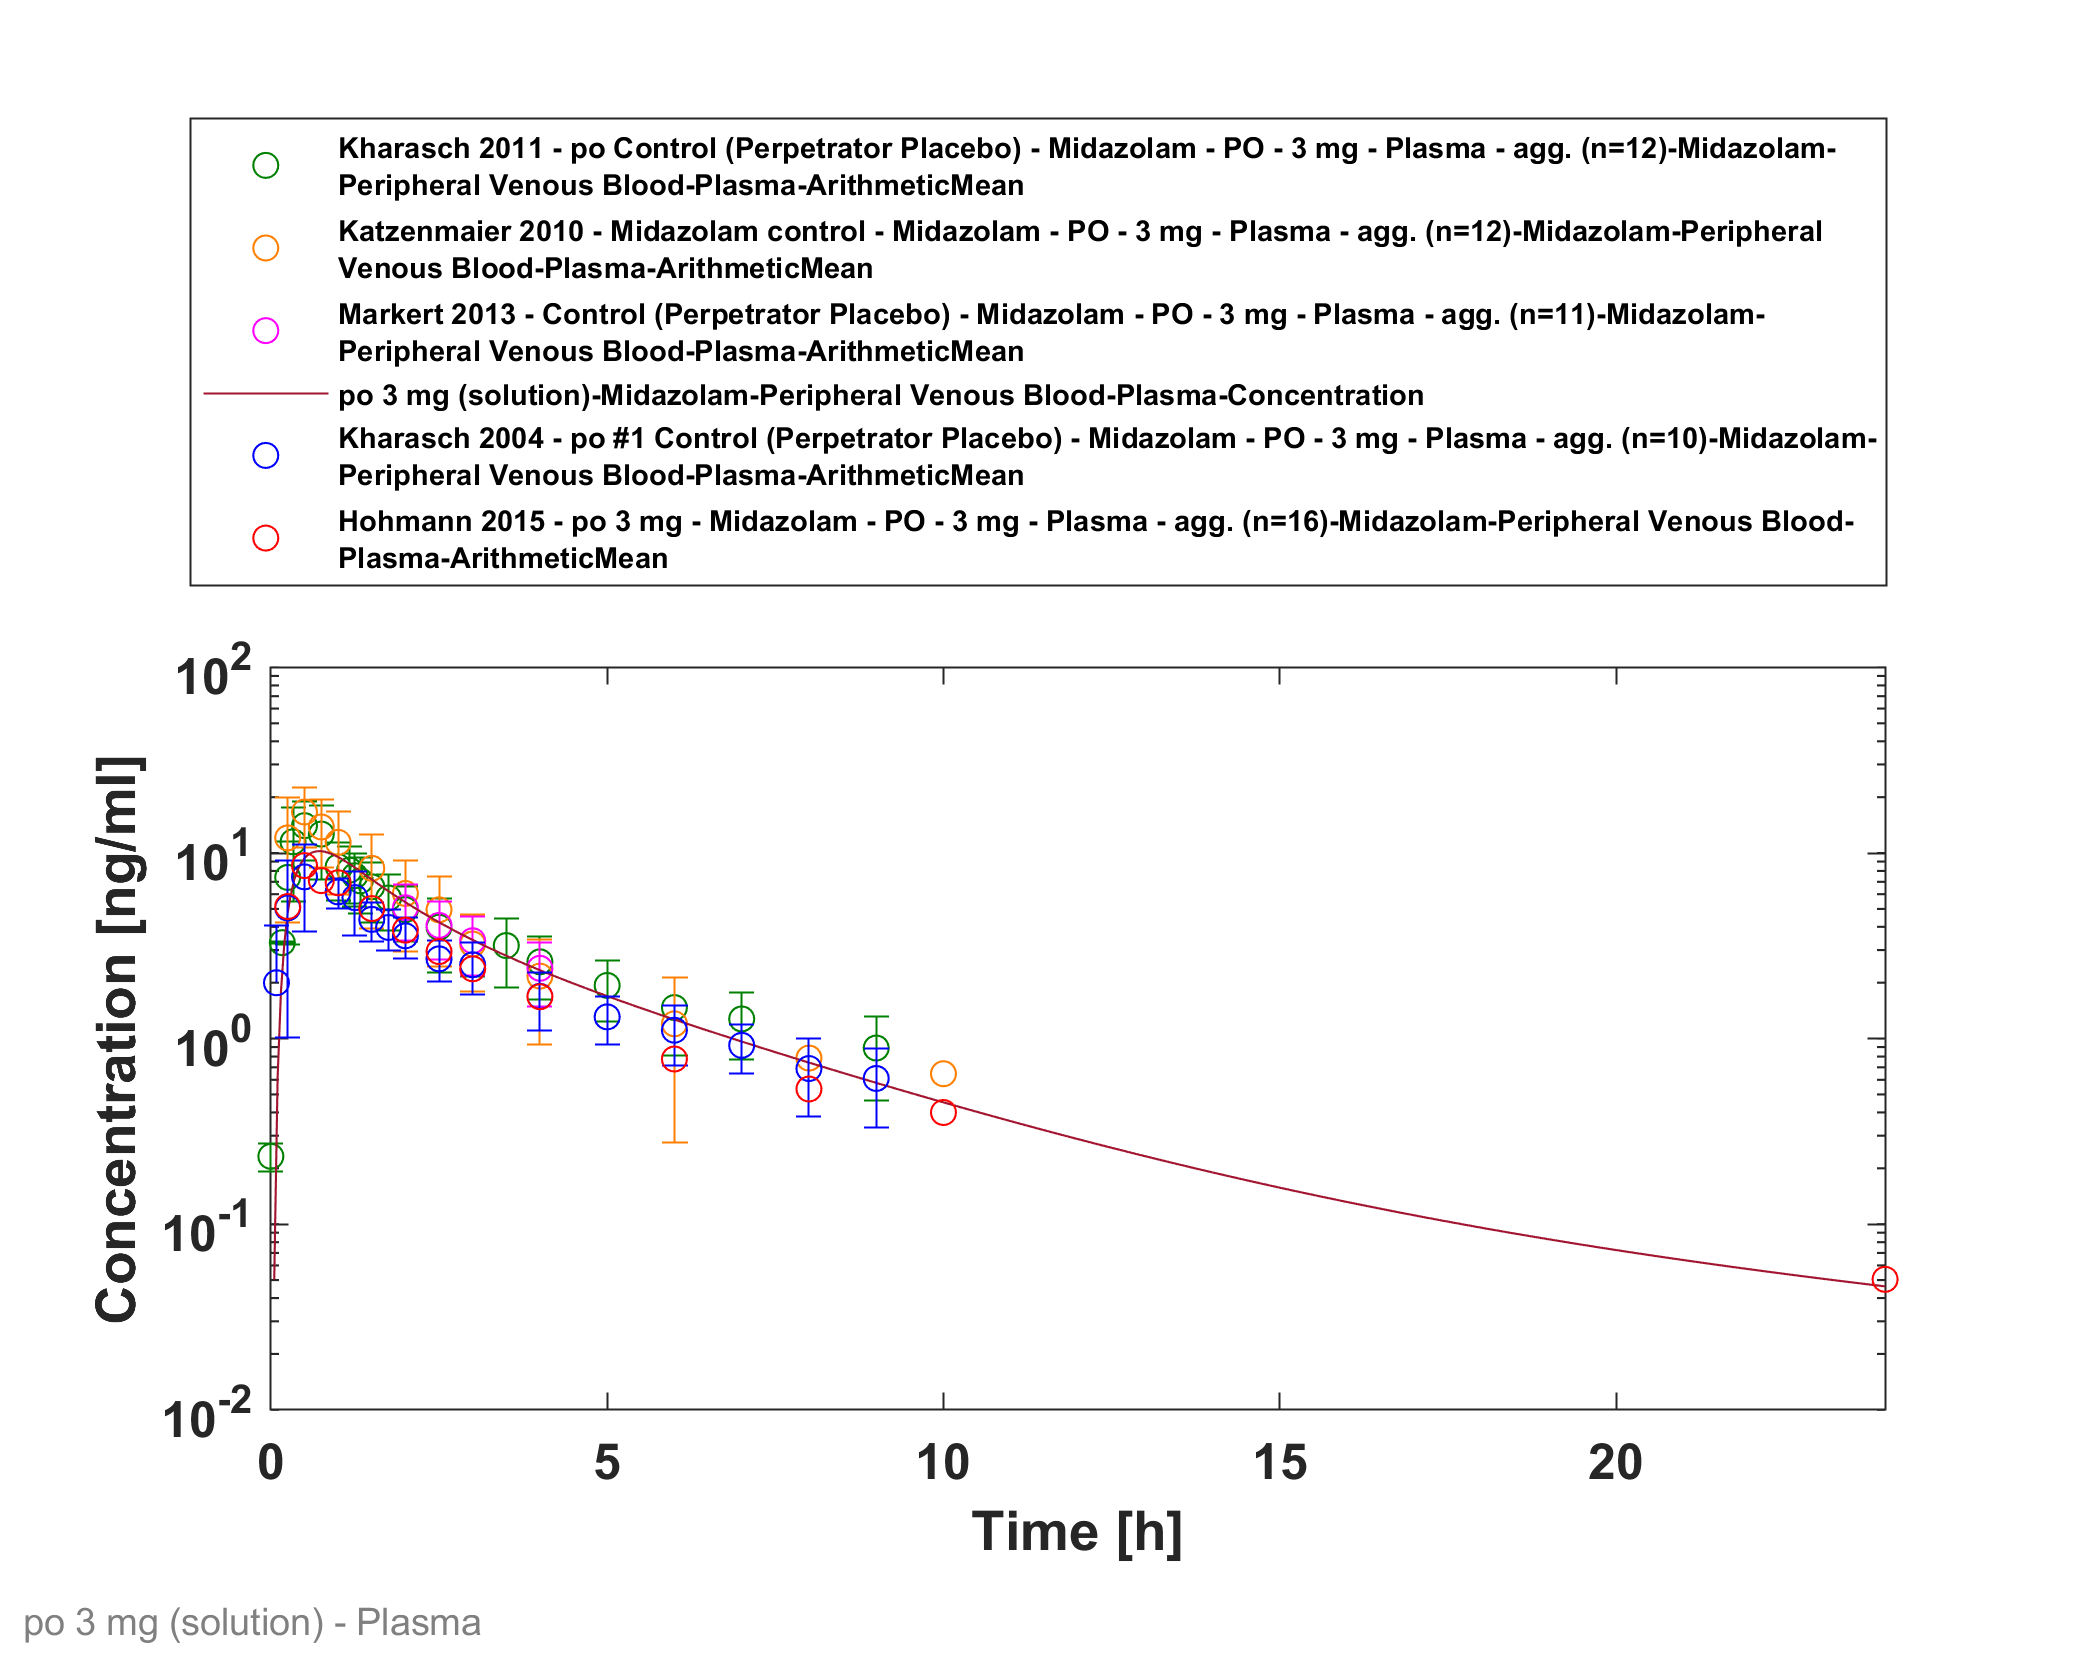 Kharasch 2011 - po Control (Perpetrator Placebo) - Midazolam - PO - 3 mg - Plasma - agg. (n=12)-Midazolam-
Peripheral Venous Blood-Plasma-ArithmeticMean
Katzenmaier 2010 - Midazolam control - Midazolam - PO - 3 mg - Plasma - agg. (n=12)-Midazolam-Peripheral
Venous Blood-Plasma-ArithmeticMean
Markert 2013 - Control (Perpetrator Placebo) - Midazolam - PO - 3 mg - Plasma - agg. (n=11)-Midazolam-
Peripheral Venous Blood-Plasma-ArithmeticMean
po 3 mg (solution)-Midazolam-Peripheral Venous Blood-Plasma-Concentration
Kharasch 2004 - po #1 Control (Perpetrator Placebo) - Midazolam - PO - 3 mg - Plasma - agg. (n=10)-Midazolam-
Peripheral Venous Blood-Plasma-ArithmeticMean
Hohmann 2015 - po 3 mg - Midazolam - PO - 3 mg - Plasma - agg. (n=16)-Midazolam-Peripheral Venous Blood-
Plasma-ArithmeticMean
Concentration [ng/ml]
10^2
10^1
10^0
10^-1
10^-2
0 5 10 15 20
Time [h]
po 3 mg (solution) - Plasma